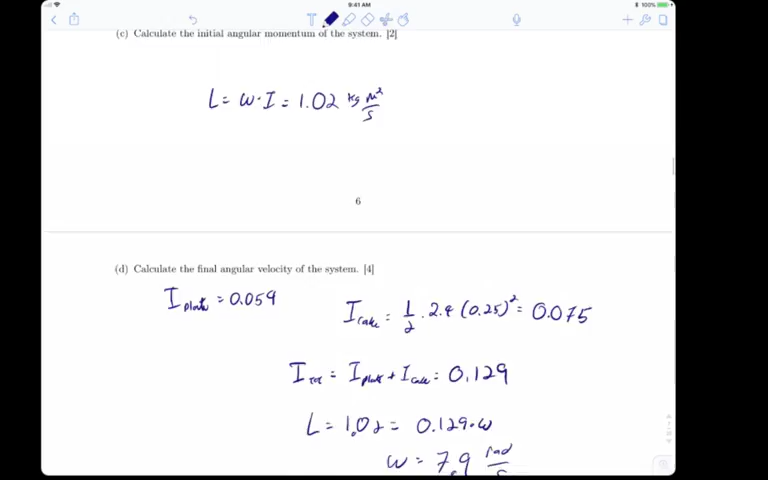 9:41 AM
100%
(c) Calculate the initial angular momentum of the system. [2]
L = ω · I = 1.02 kg m²/s
6
(d) Calculate the final angular velocity of the system. [4]
I plate = 0.054
I cake = 1/2 · 2.4 (0.25)² = 0.075
I tot = I plate + I cake = 0.129
L = 1.02 = 0.129 · ω
ω = 7.9 rad/s